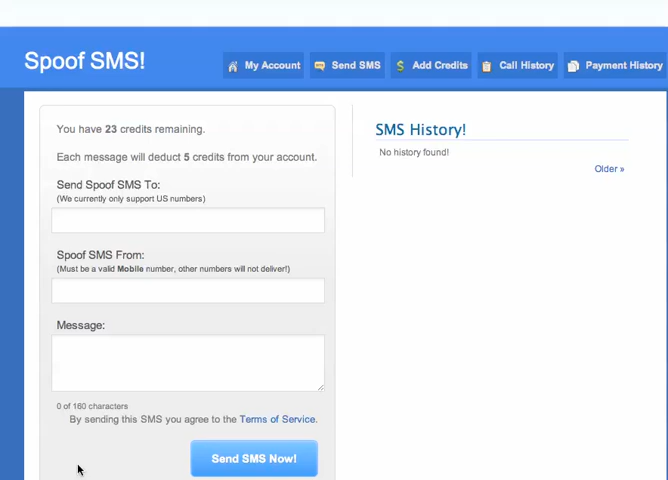 Spoof SMS!
My Account
Send SMS
Add Credits
Call History
Payment History
You have 23 credits remaining.
Each message will deduct 5 credits from your account.
Send Spoof SMS To:
(We currently only support US numbers)
Spoof SMS From:
(Must be a valid Mobile number, other numbers will not deliver!)
Message:
0 of 160 characters
By sending this SMS you agree to the Terms of Service.
Send SMS Now!
SMS History!
No history found!
Older »